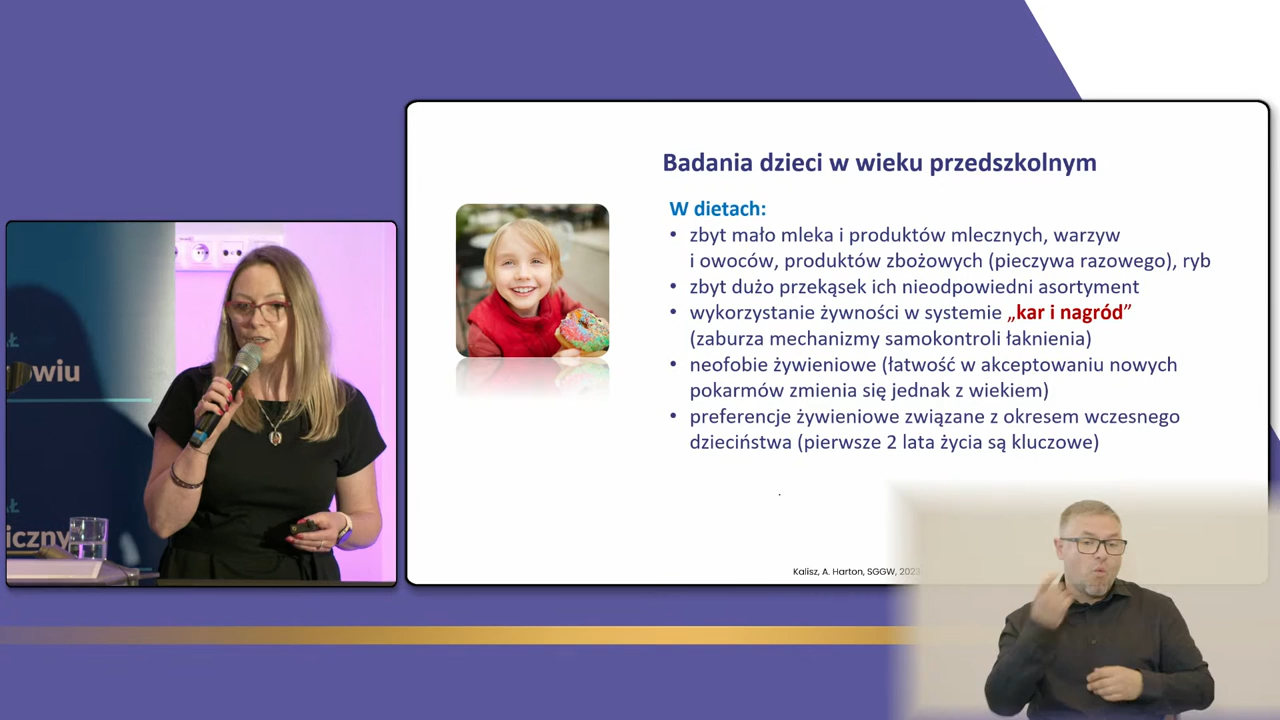 Badania dzieci w wieku przedszkolnym
W dietach:
• zbyt mało mleka i produktów mlecznych, warzyw
i owoców, produktów zbożowych (pieczywa razowego), ryb
• zbyt dużo przekąsek ich nieodpowiedni asortyment
• wykorzystanie żywności w systemie „kar i nagród”
(zaburza mechanizmy samokontroli łaknienia)
• neofobie żywieniowe (łatwość w akceptowaniu nowych
pokarmów zmienia się jednak z wiekiem)
• preferencje żywieniowe związane z okresem wczesnego
dzieciństwa (pierwsze 2 lata życia są kluczowe)
Kalisz, A. Harton, SGGW, 2023